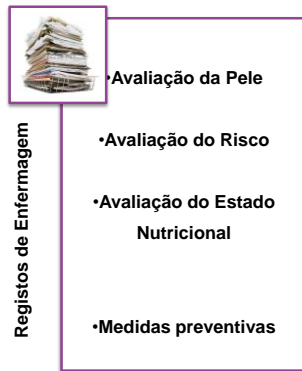 Registos de Enfermagem
•Avaliação da Pele
•Avaliação do Risco
•Avaliação do Estado
Nutricional
•Medidas preventivas